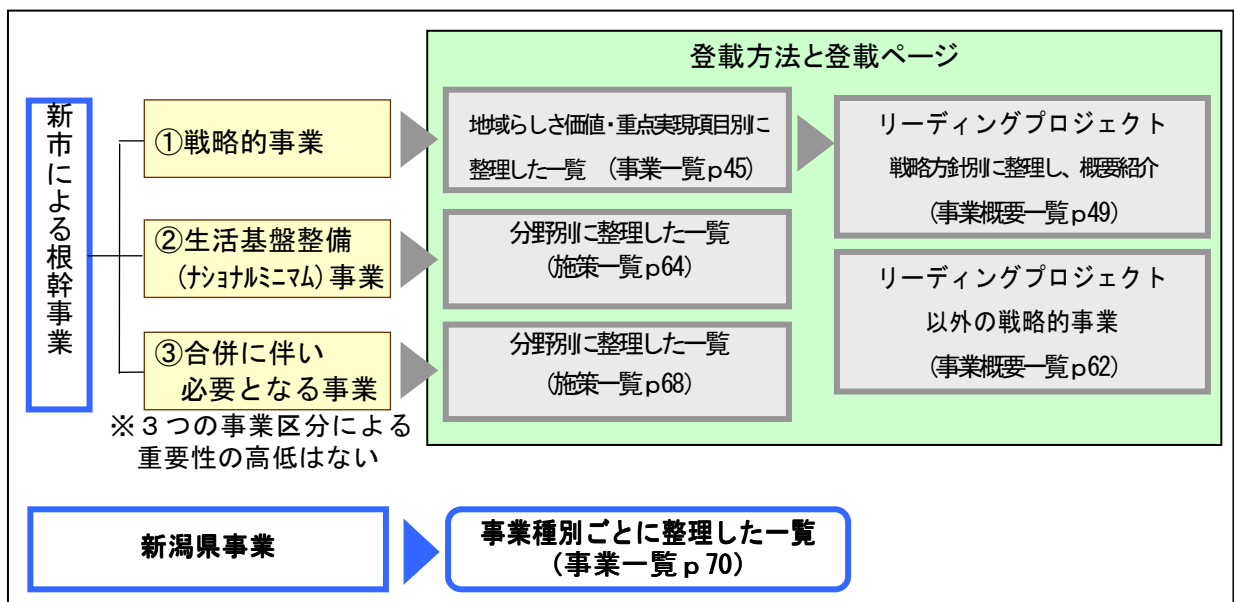 登載方法と登載ページ
新市による根幹事業
①戦略的事業
地域らしさ価値・重点実現項目別に
整理した一覧 (事業一覧p45)
リーディングプロジェクト
戦略方針別に整理し、概要紹介
(事業概要一覧p49)
②生活基盤整備
(ﾅｼｮﾅﾙﾐﾆﾏﾑ)事業
分野別に整理した一覧
(施策一覧p64)
リーディングプロジェクト
以外の戦略的事業
(事業概要一覧p62)
③合併に伴い
必要となる事業
分野別に整理した一覧
(施策一覧p68)
※3つの事業区分による
重要性の高低はない
新潟県事業
事業種別ごとに整理した一覧
(事業一覧p70)